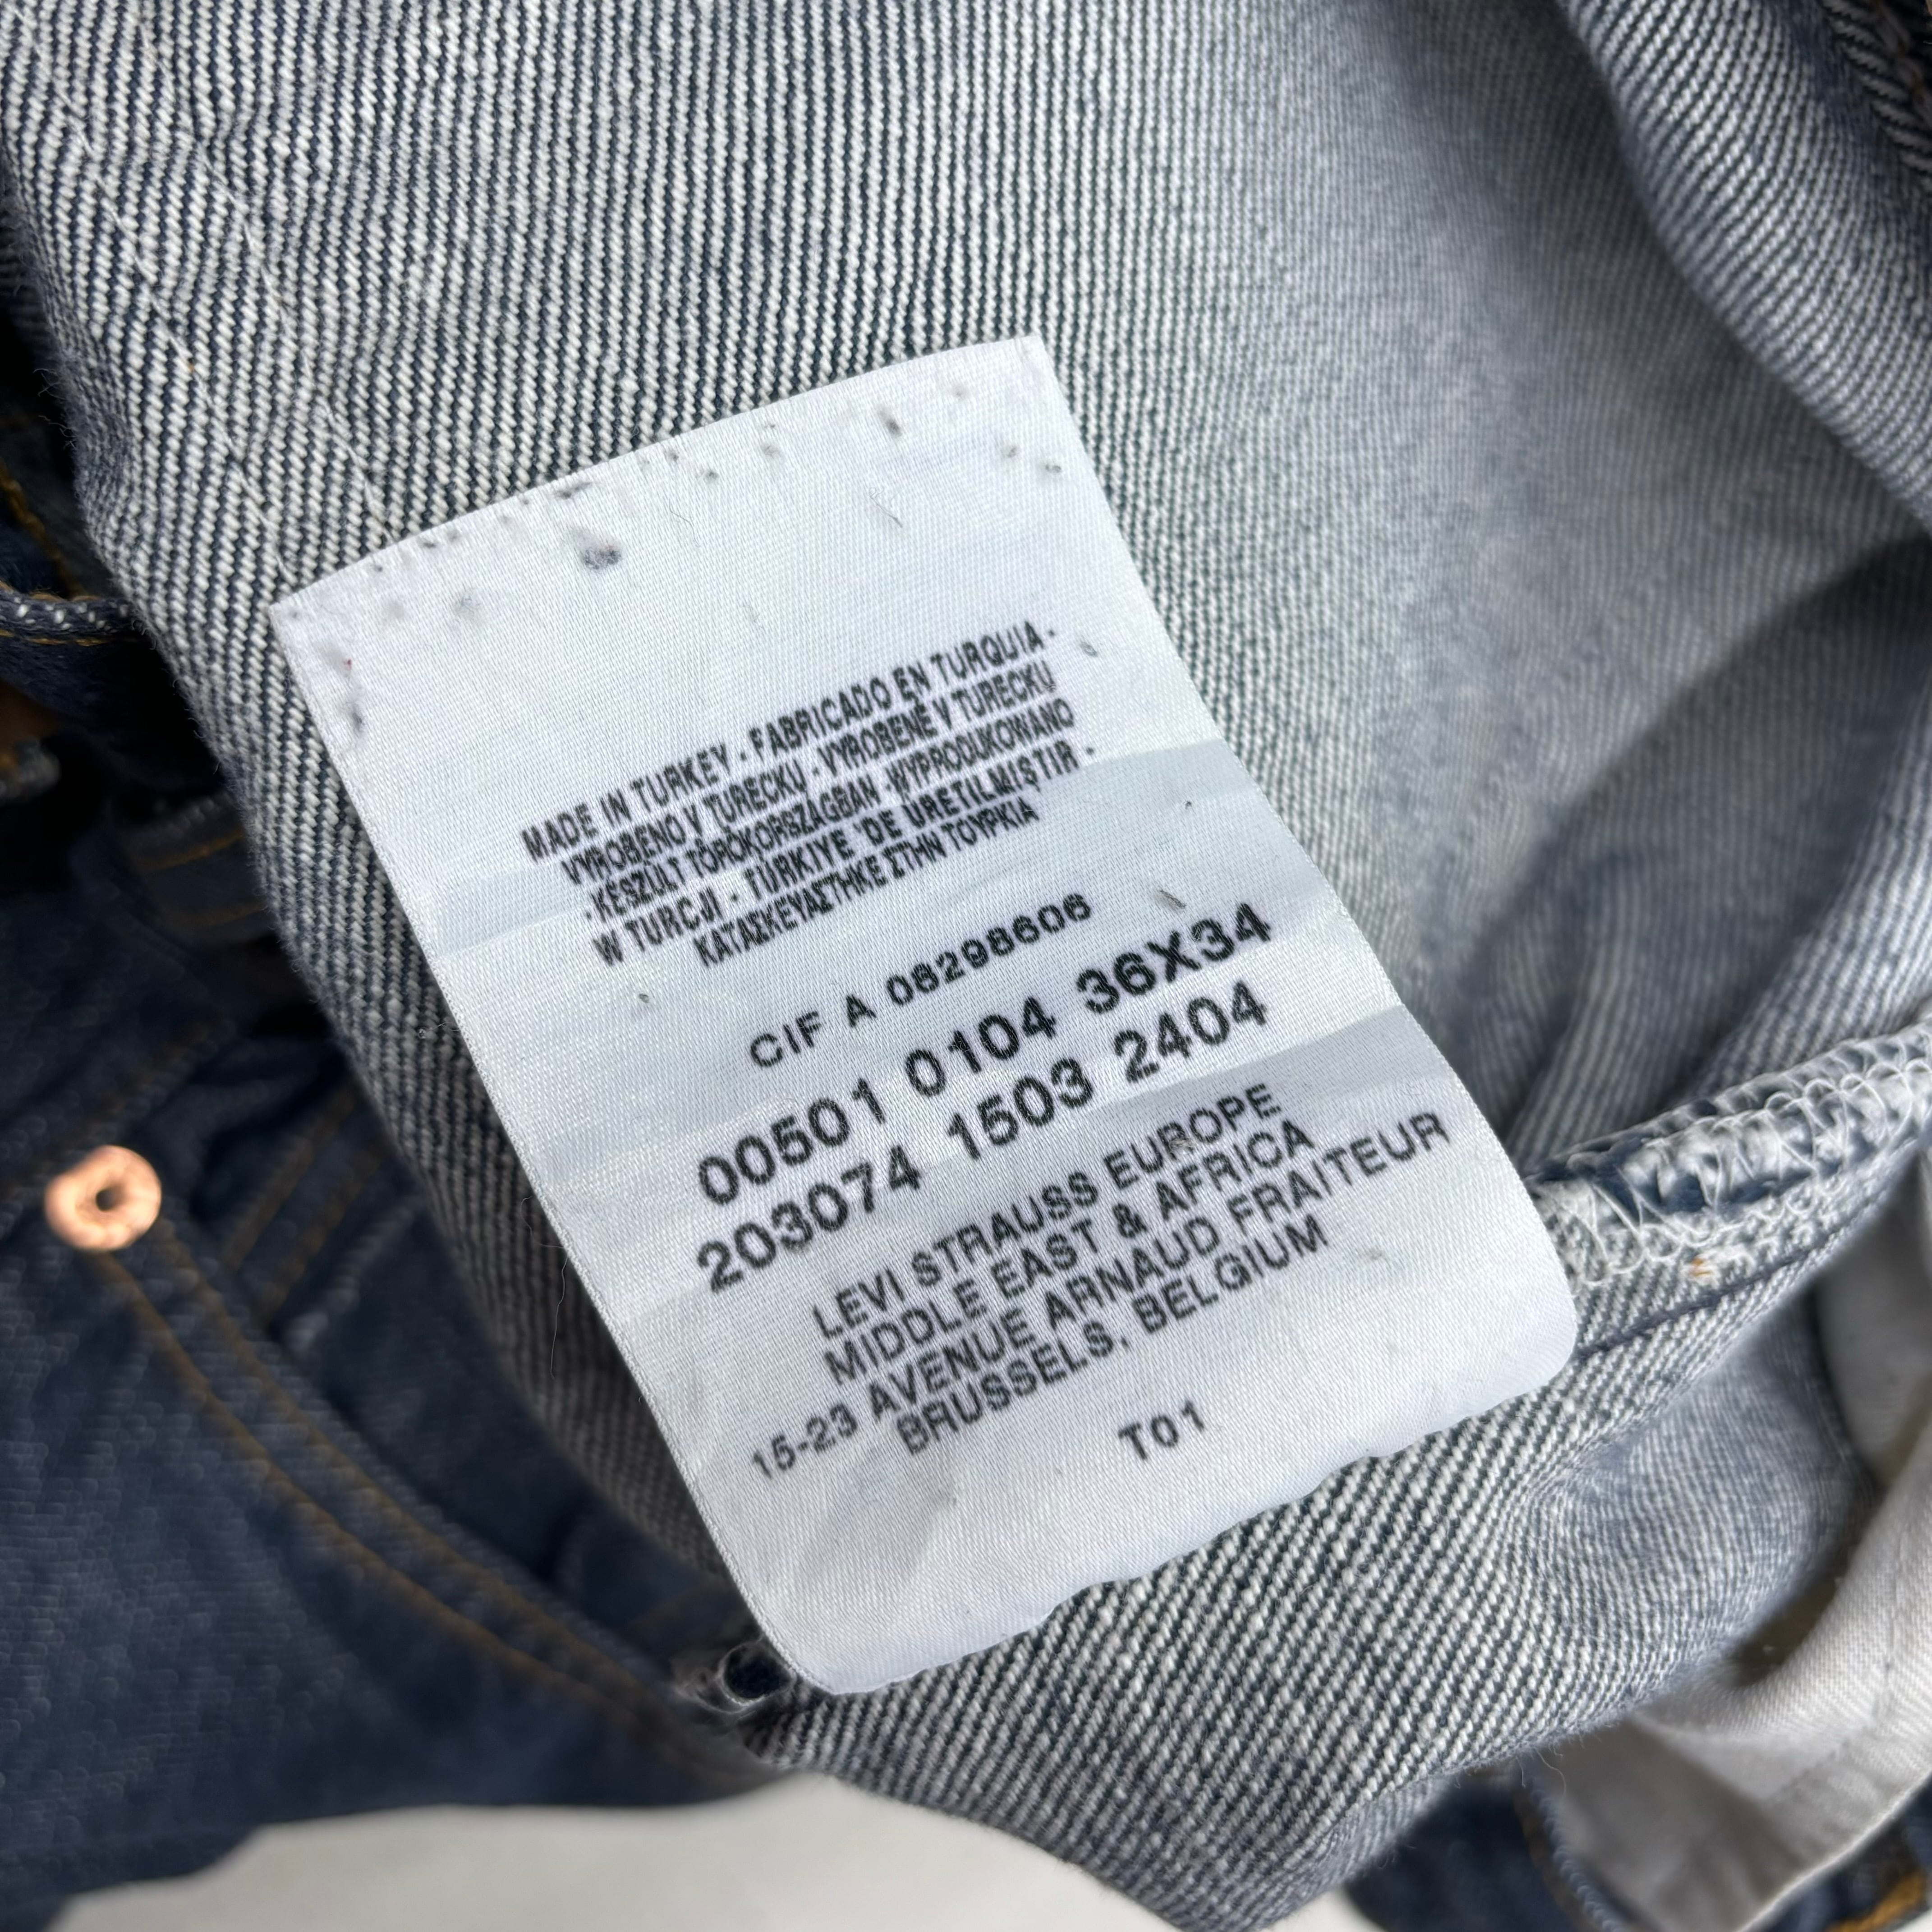 MADE IN TURKEY - FABRICADO EN TURQUIA -
VYROBENO V TURECKU - VYROBENÉ V TURECKU
- KÉSZÜLT TÖRÖKORSZÁGBAN - WYPRODUKOWANO
W TURCJI - TÜRKIYE 'DE ÜRETILMIŞTIR -
ΚΑΤΑΣΚΕΥΑΣΤΗΚΕ ΣΤΗΝ ΤΟΥΡΚΙΑ
CIF A 08298606
00501 0104 36X34
203074 1503 2404
LEVI STRAUSS EUROPE
MIDDLE EAST & AFRICA
15-23 AVENUE ARNAUD FRAITEUR
BRUSSELS, BELGIUM
T01